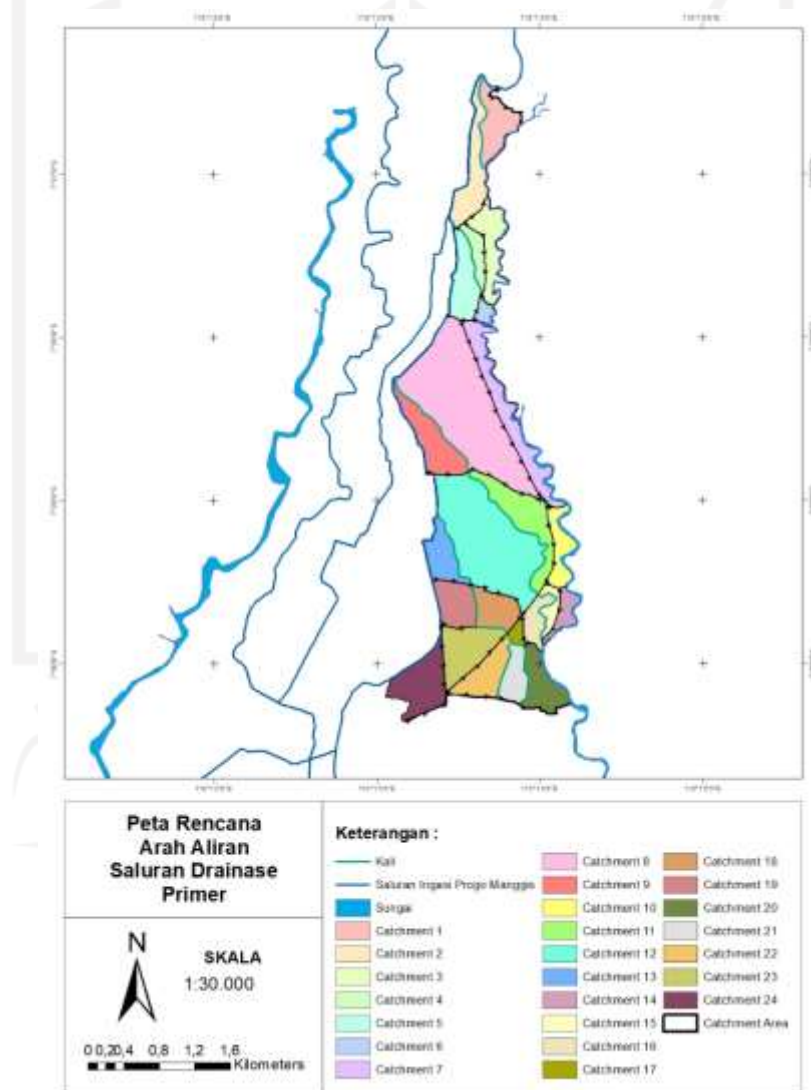 Peta Rencana
Arah Aliran
Saluran Drainase
Primer
N
SKALA
1:30.000
0 0,20,4 0,8 1,2 1,6
Kilometers
Keterangan :
Kali
Saluran Irigasi Progo Manggis
Sungai
Catchment 1
Catchment 2
Catchment 3
Catchment 4
Catchment 5
Catchment 6
Catchment 7
Catchment 8
Catchment 9
Catchment 10
Catchment 11
Catchment 12
Catchment 13
Catchment 14
Catchment 15
Catchment 16
Catchment 17
Catchment 18
Catchment 19
Catchment 20
Catchment 21
Catchment 22
Catchment 23
Catchment 24
Catchment Area